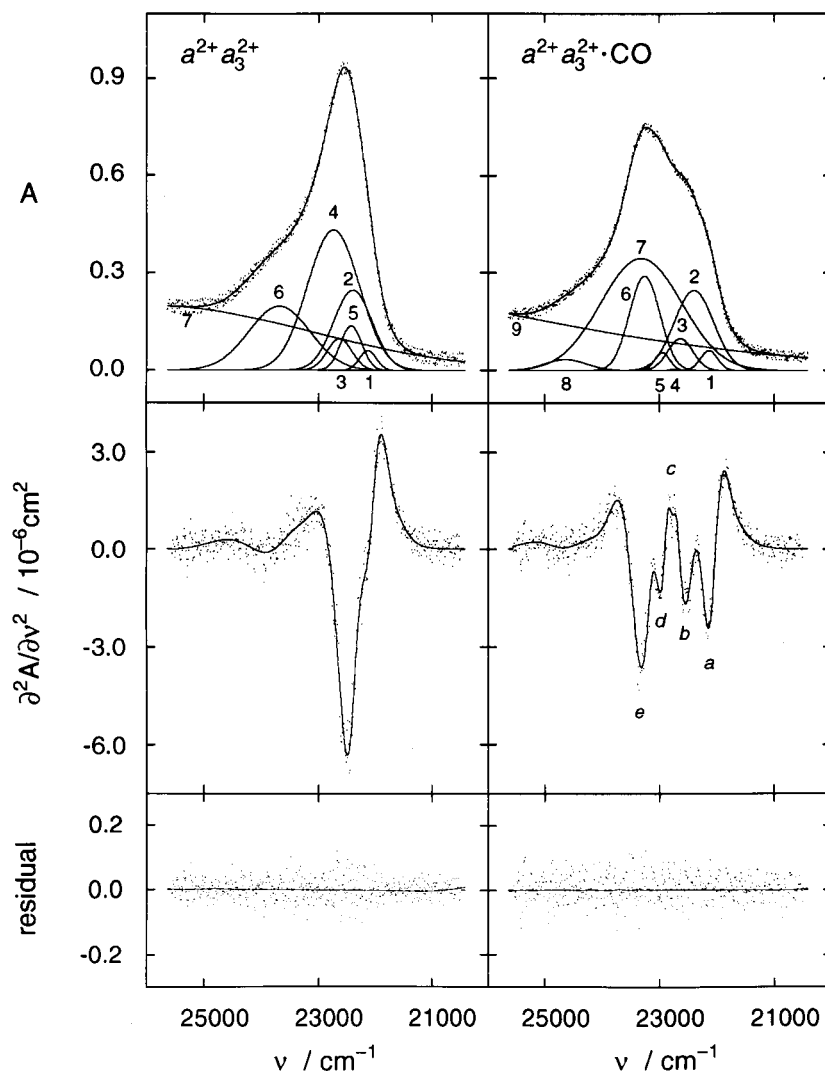 a²⁺a₃²⁺
a²⁺a₃²⁺·CO
0.9
0.6
0.3
0.0
A
4
2
6
5
7
3
1
7
6
2
3
9
8
5
4
1
3.0
0.0
-3.0
-6.0
∂²A/∂ν² / 10⁻⁶cm²
c
d
b
a
e
0.2
0.0
-0.2
residual
25000
23000
21000
25000
23000
21000
ν / cm⁻¹
ν / cm⁻¹